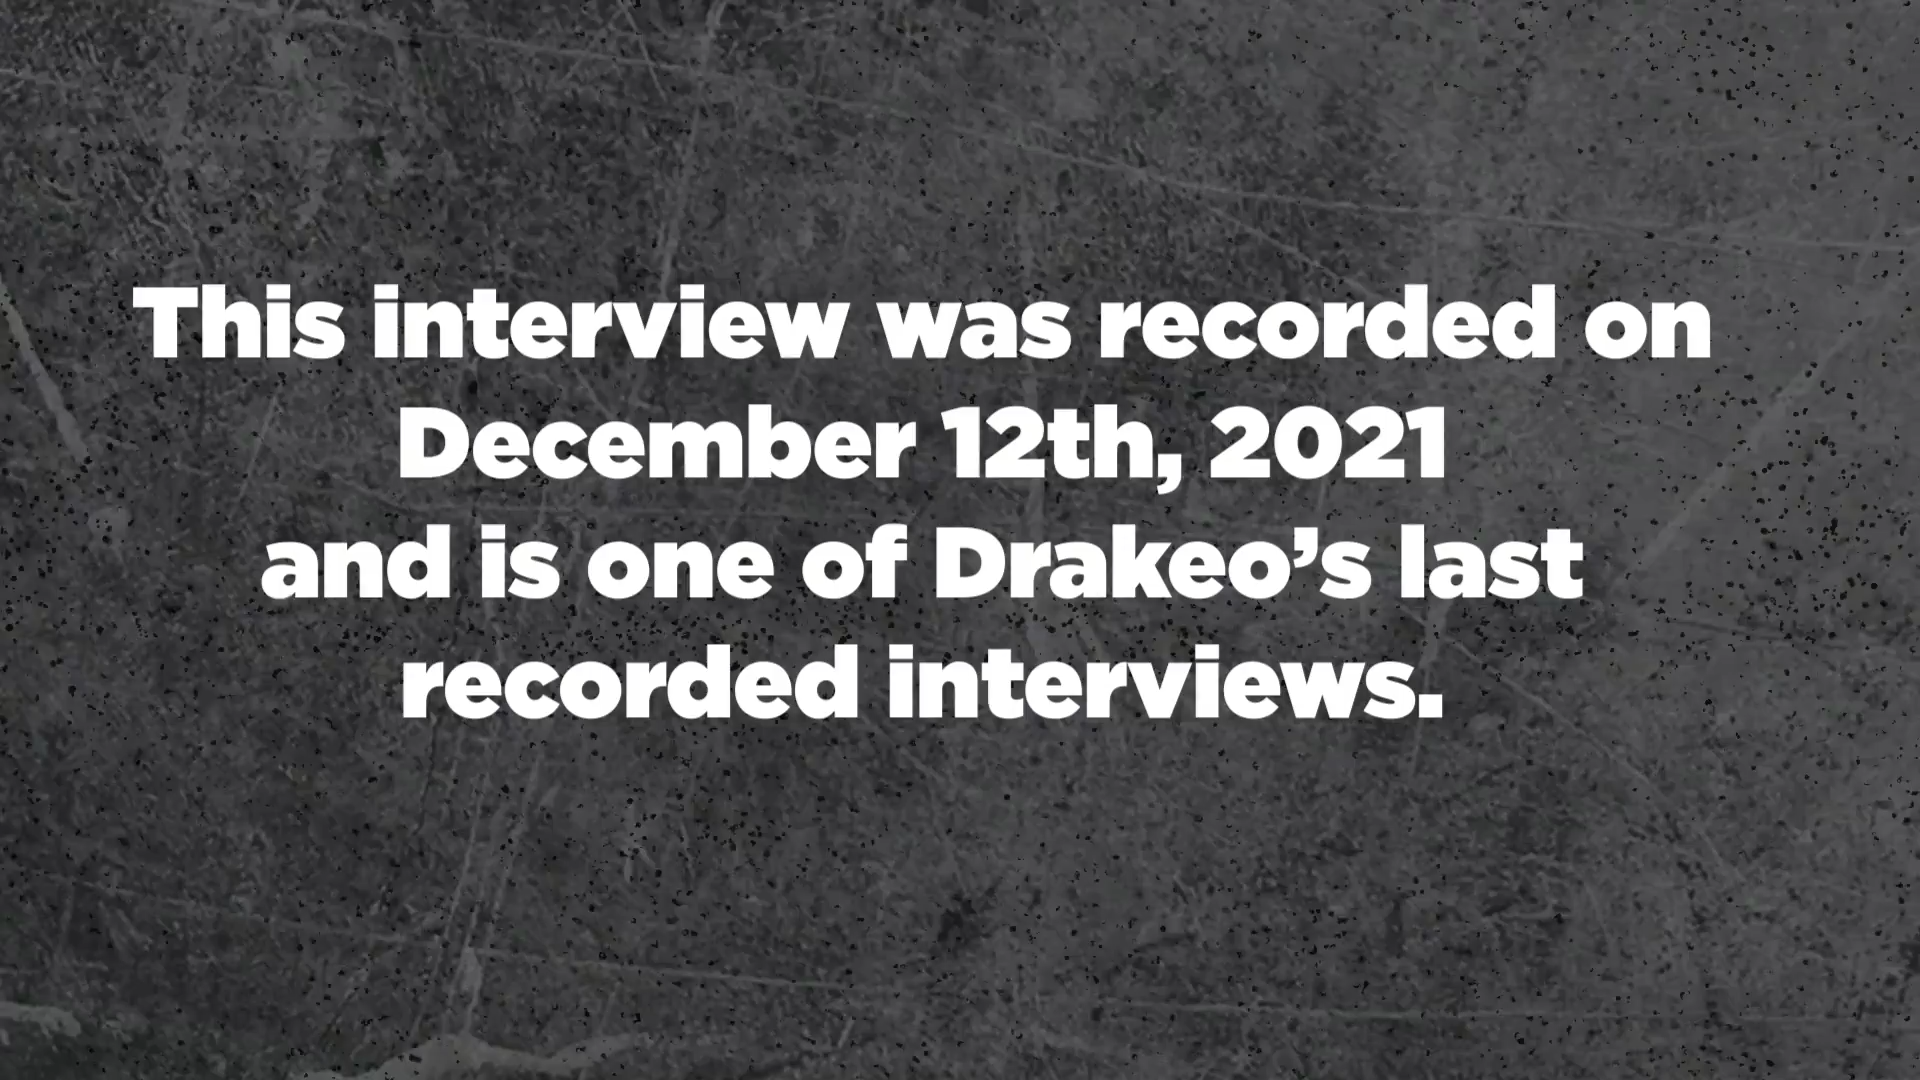 This interview was recorded on
December 12th, 2021
and is one of Drakeo’s last
recorded interviews.